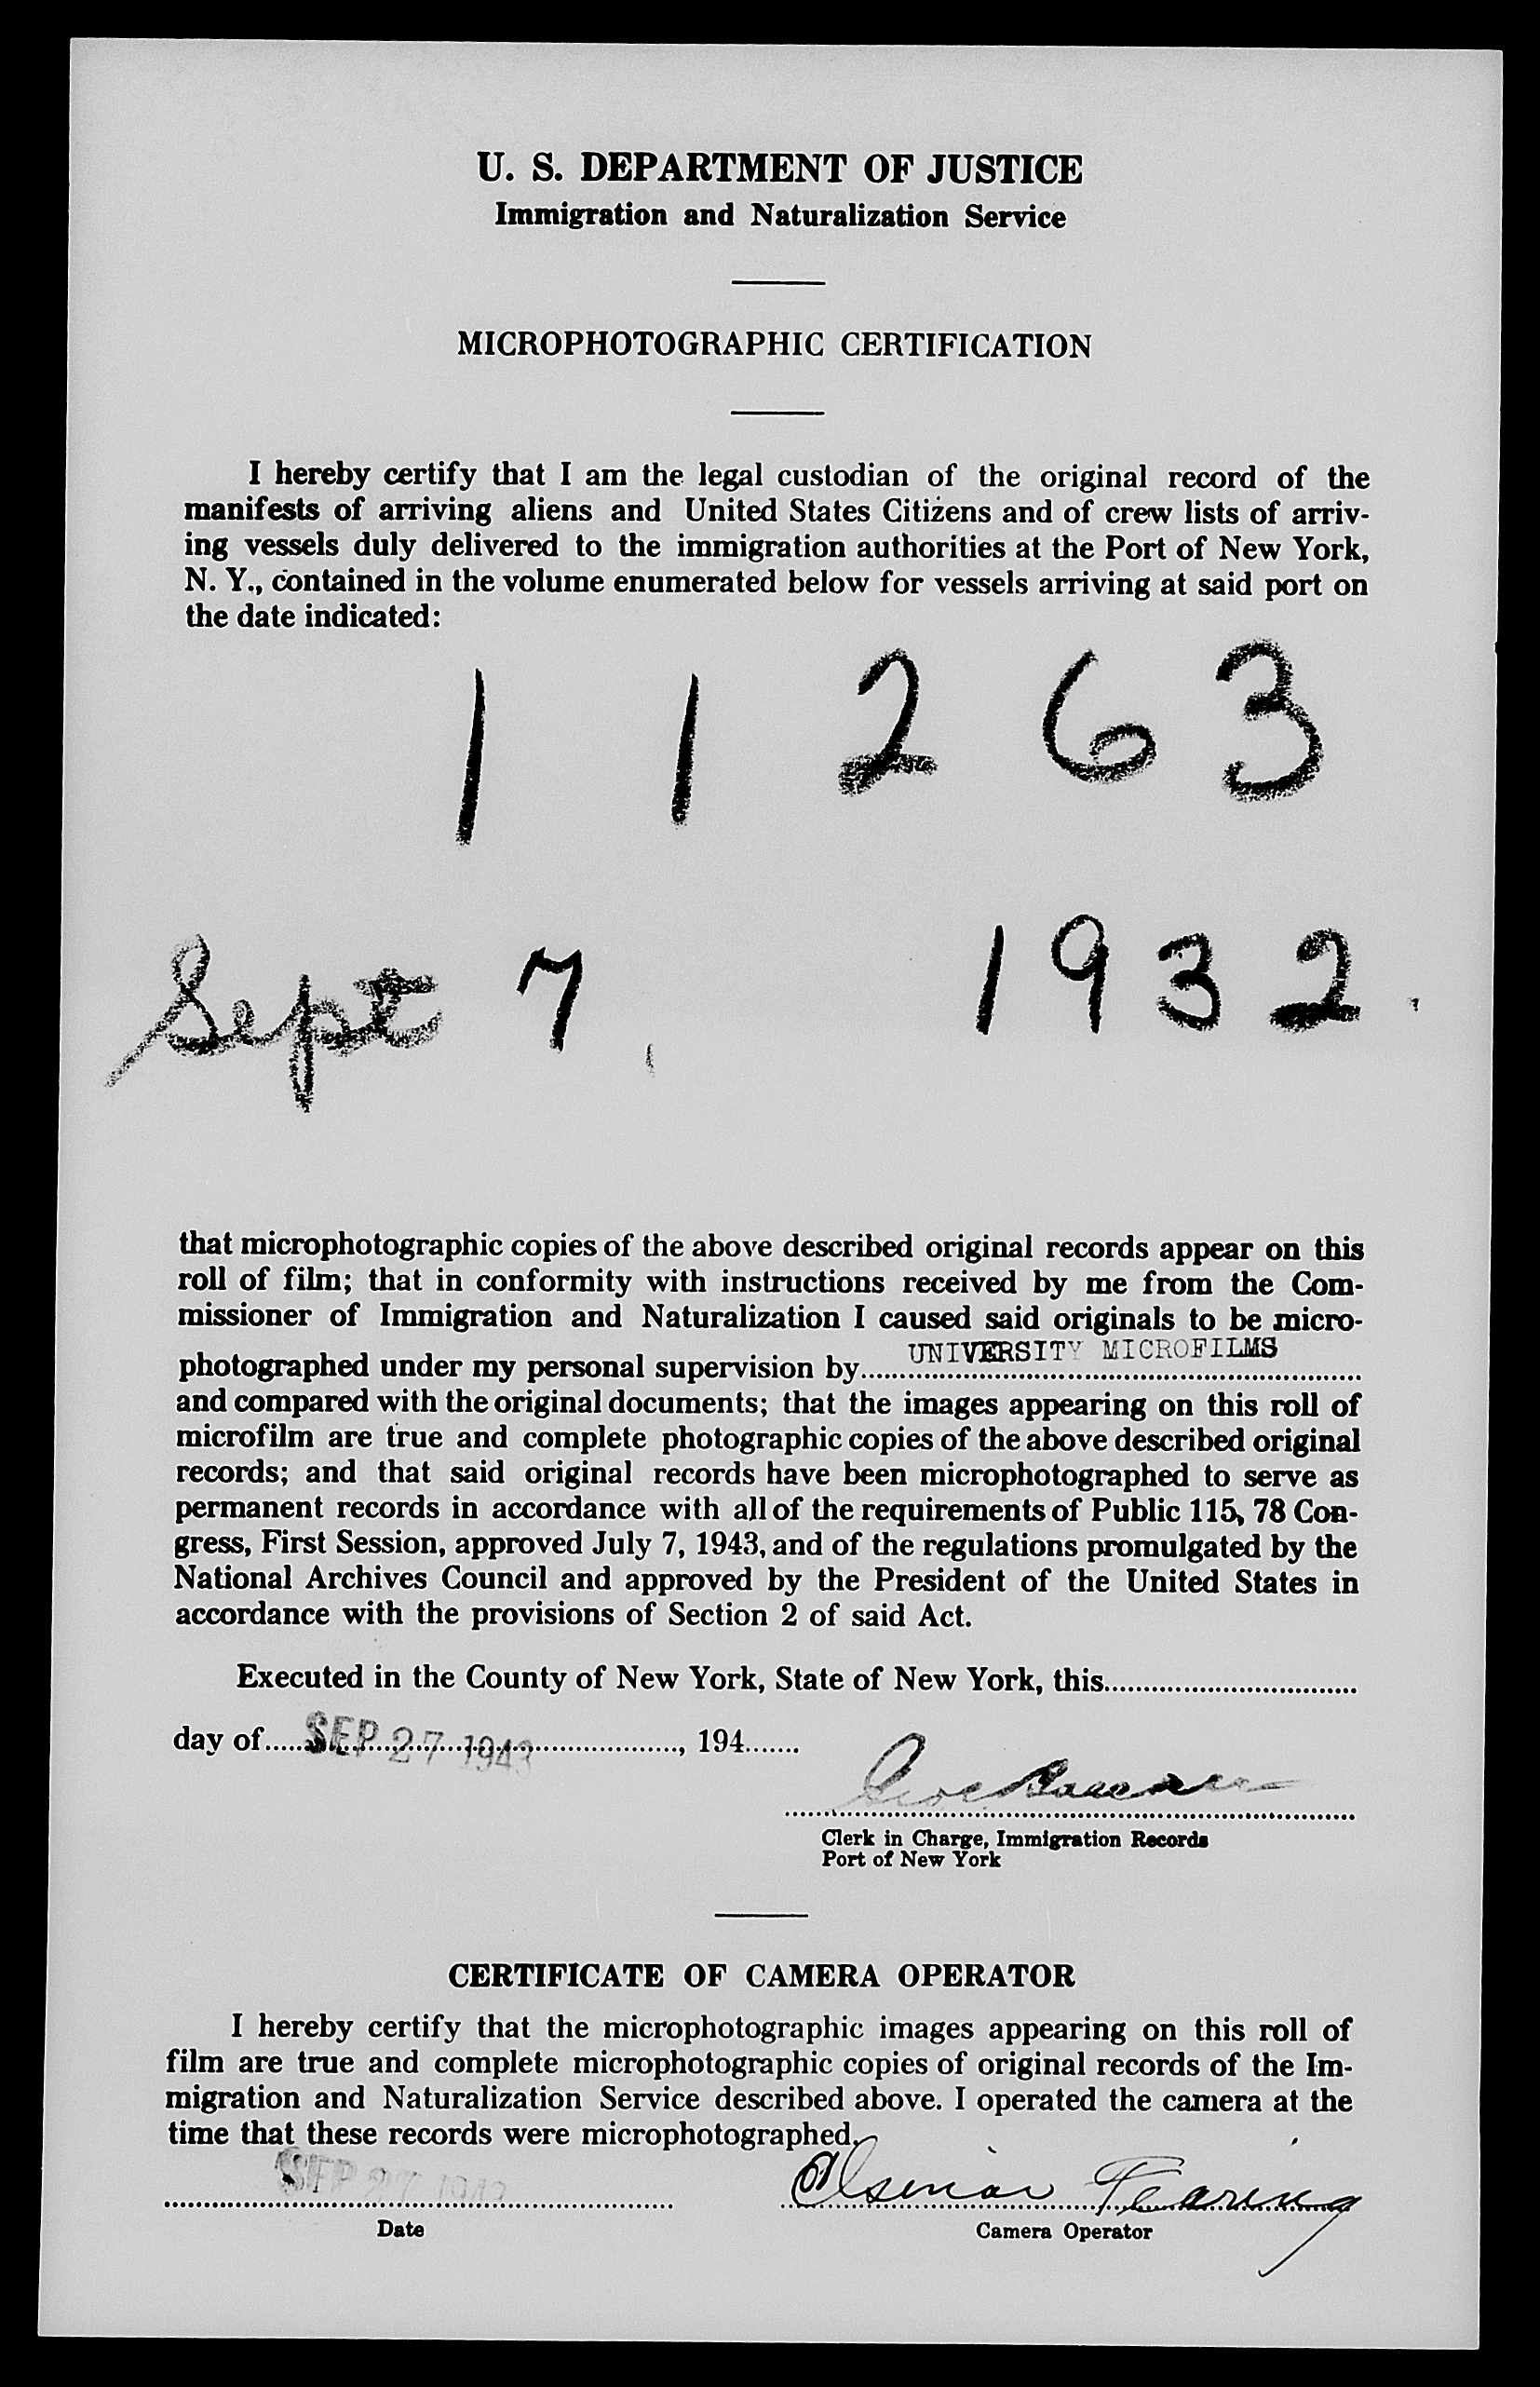 U. S. DEPARTMENT OF JUSTICE
Immigration and Naturalization Service
MICROPHOTOGRAPHIC CERTIFICATION
I hereby certify that I am the legal custodian of the original record of the
manifests of arriving aliens and United States Citizens and of crew lists of arriv-
ing vessels duly delivered to the immigration authorities at the Port of New York,
N. Y., contained in the volume enumerated below for vessels arriving at said port on
the date indicated:
1 1 2 6 3
Sept 7, 1932.
that microphotographic copies of the above described original records appear on this
roll of film; that in conformity with instructions received by me from the Com-
missioner of Immigration and Naturalization I caused said originals to be micro-
photographed under my personal supervision by UNIVERSITY MICROFILMS
and compared with the original documents; that the images appearing on this roll of
microfilm are true and complete photographic copies of the above described original
records; and that said original records have been microphotographed to serve as
permanent records in accordance with all of the requirements of Public 115, 78 Con-
gress, First Session, approved July 7, 1943, and of the regulations promulgated by the
National Archives Council and approved by the President of the United States in
accordance with the provisions of Section 2 of said Act.
Executed in the County of New York, State of New York, this
day of SEP 27 1943, 194
Clerk in Charge, Immigration Records
Port of New York
CERTIFICATE OF CAMERA OPERATOR
I hereby certify that the microphotographic images appearing on this roll of
film are true and complete microphotographic copies of original records of the Im-
migration and Naturalization Service described above. I operated the camera at the
time that these records were microphotographed.
SEP 27 1943 Fearing
Date Camera Operator